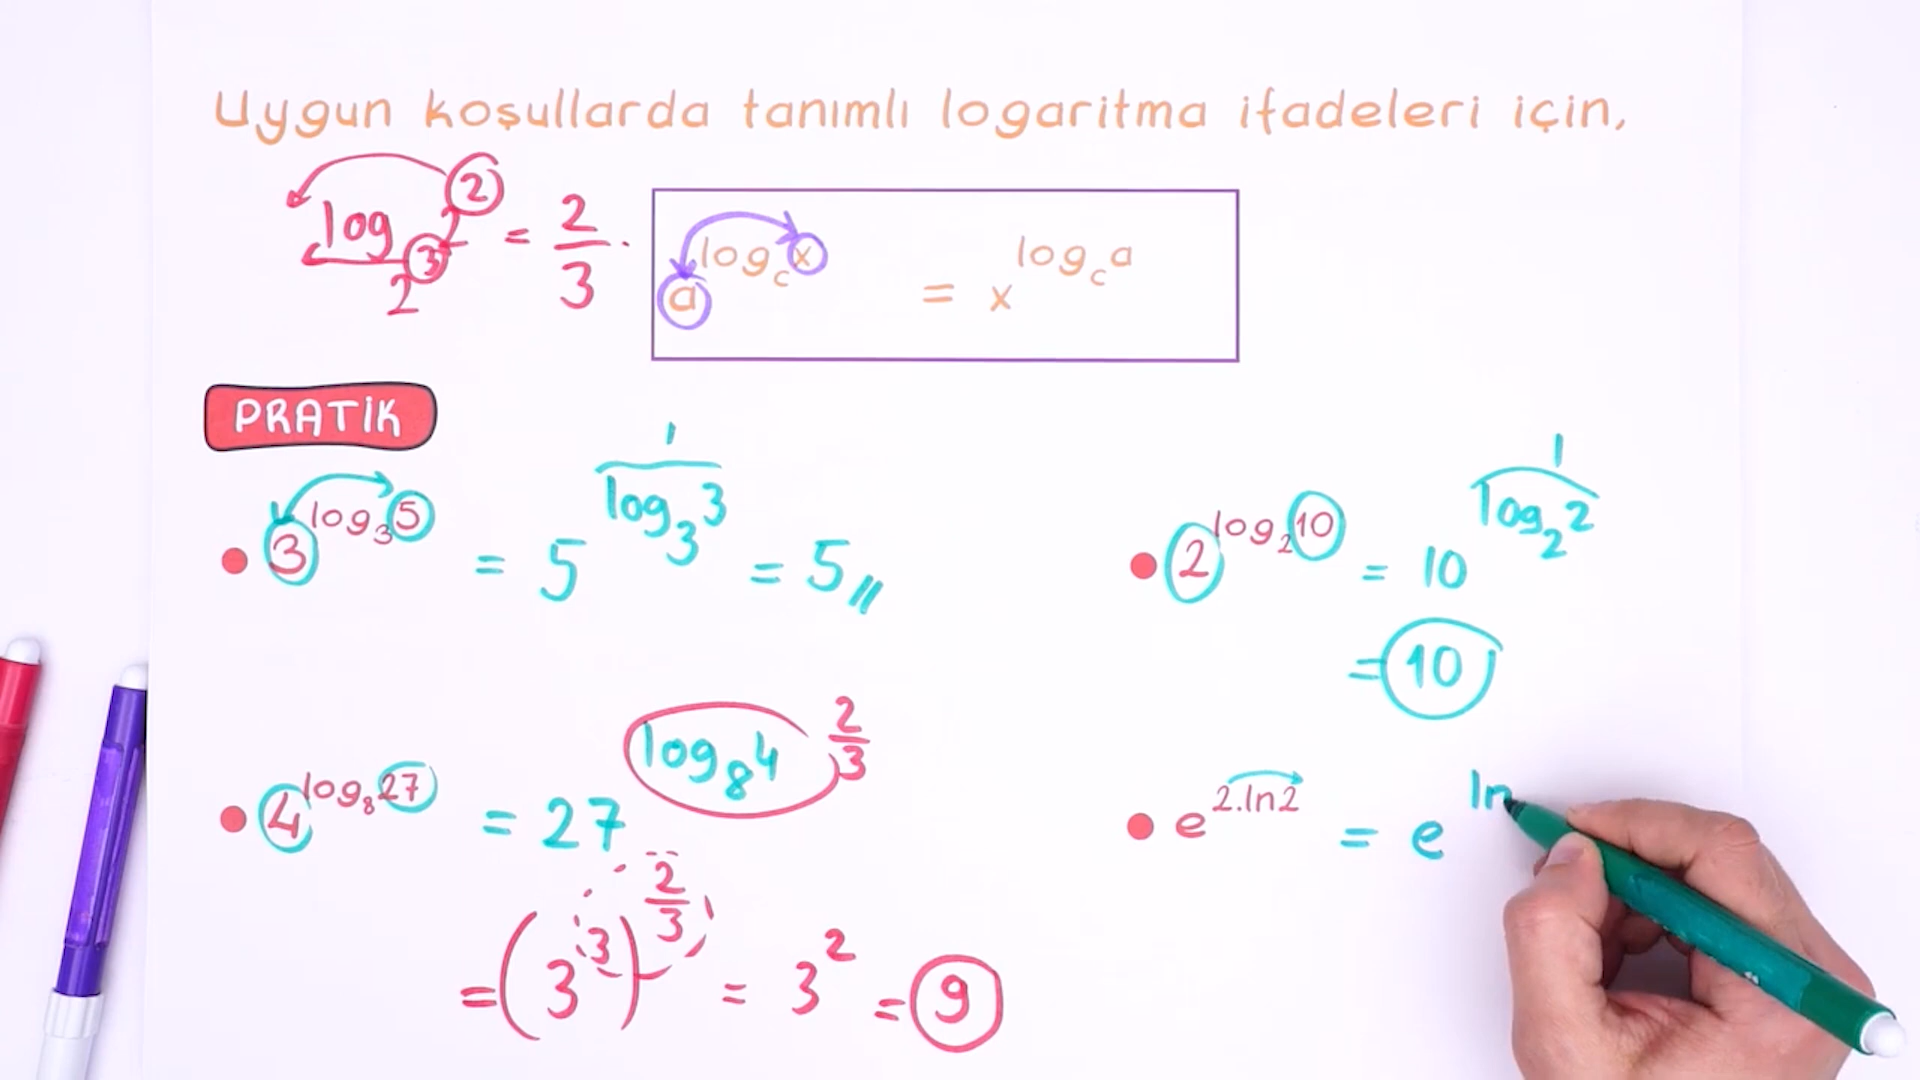 Uygun koşullarda tanımlı logaritma ifadeleri için,
log_{2^3} 2^2 = 2/3
a^{log_c x} = x^{log_c a}
PRATİK
3^{log_3 5} = 5^{log_3 3} 1 = 5
2^{log_2 10} = 10^{log_2 2} 1
= 10
4^{log_8 27} = 27^{log_8 4} 2/3
= (3^3)^{2/3} = 3^2 = 9
e^{2.ln2} = e^{ln